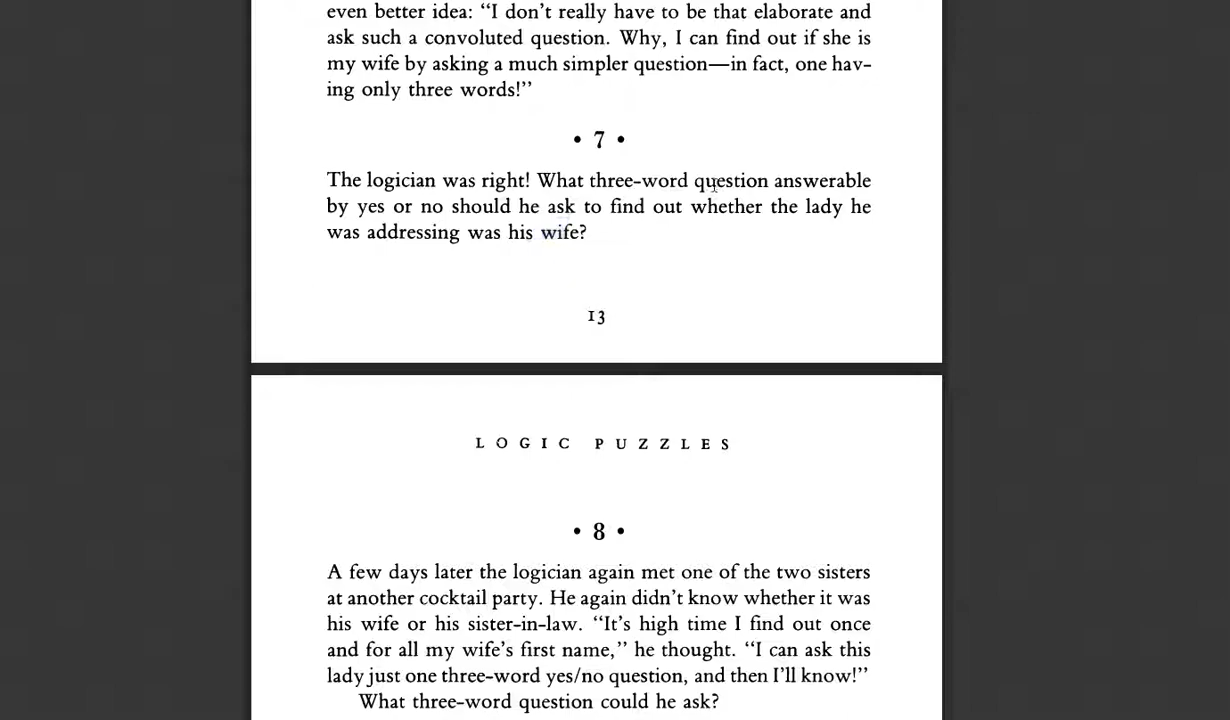 even better idea: “I don’t really have to be that elaborate and
ask such a convoluted question. Why, I can find out if she is
my wife by asking a much simpler question—in fact, one hav-
ing only three words!”
• 7 •
The logician was right! What three-word question answerable
by yes or no should he ask to find out whether the lady he
was addressing was his wife?
13
LOGIC PUZZLES
• 8 •
A few days later the logician again met one of the two sisters
at another cocktail party. He again didn’t know whether it was
his wife or his sister-in-law. “It’s high time I find out once
and for all my wife’s first name,” he thought. “I can ask this
lady just one three-word yes/no question, and then I’ll know!”
What three-word question could he ask?